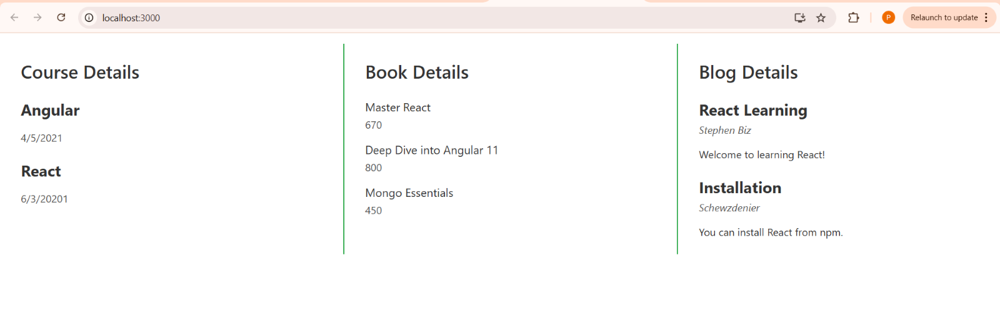 localhost:3000
P
Relaunch to update
Course Details
Angular
4/5/2021
React
6/3/20201
Book Details
Master React
670
Deep Dive into Angular 11
800
Mongo Essentials
450
Blog Details
React Learning
Stephen Biz
Welcome to learning React!
Installation
Schewzdenier
You can install React from npm.